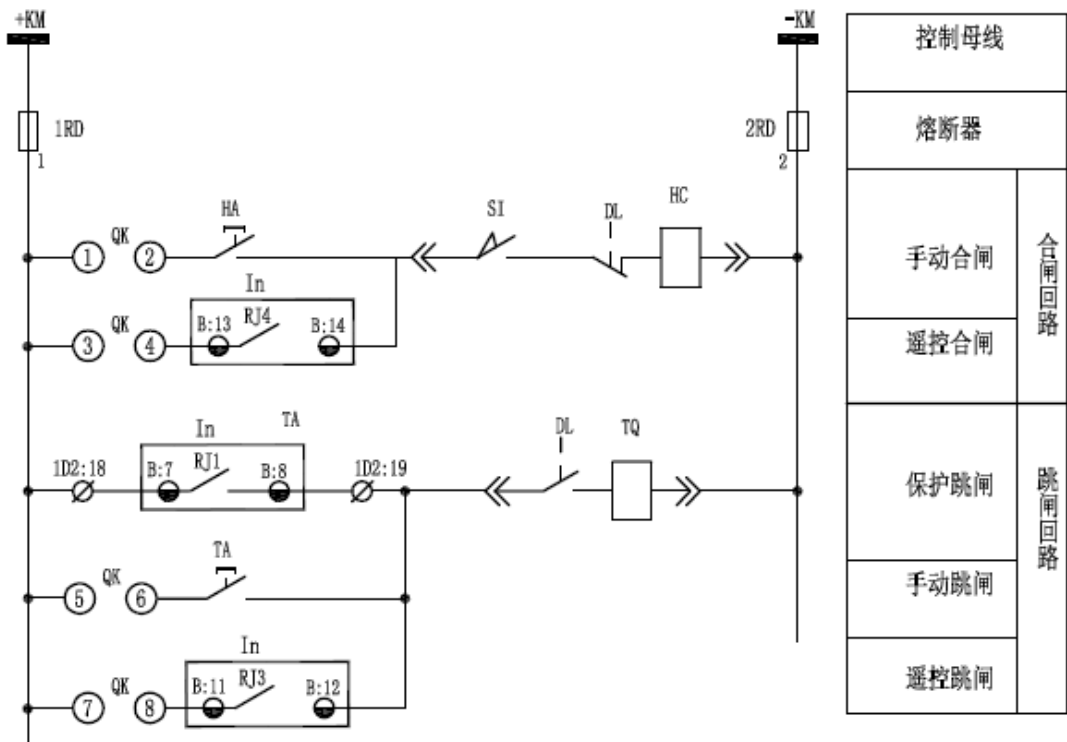 +KM
-KM
控制母线
1RD
1
2RD
2
熔断器
HA
SI
DL
HC
1
QK
2
手动合闸
合闸回路
In
3
QK
4
B:13
RJ4
B:14
遥控合闸
In
TA
DL
TQ
1D2:18
B:7
RJ1
B:8
1D2:19
保护跳闸
跳闸回路
TA
5
QK
6
手动跳闸
In
7
QK
8
B:11
RJ3
B:12
遥控跳闸